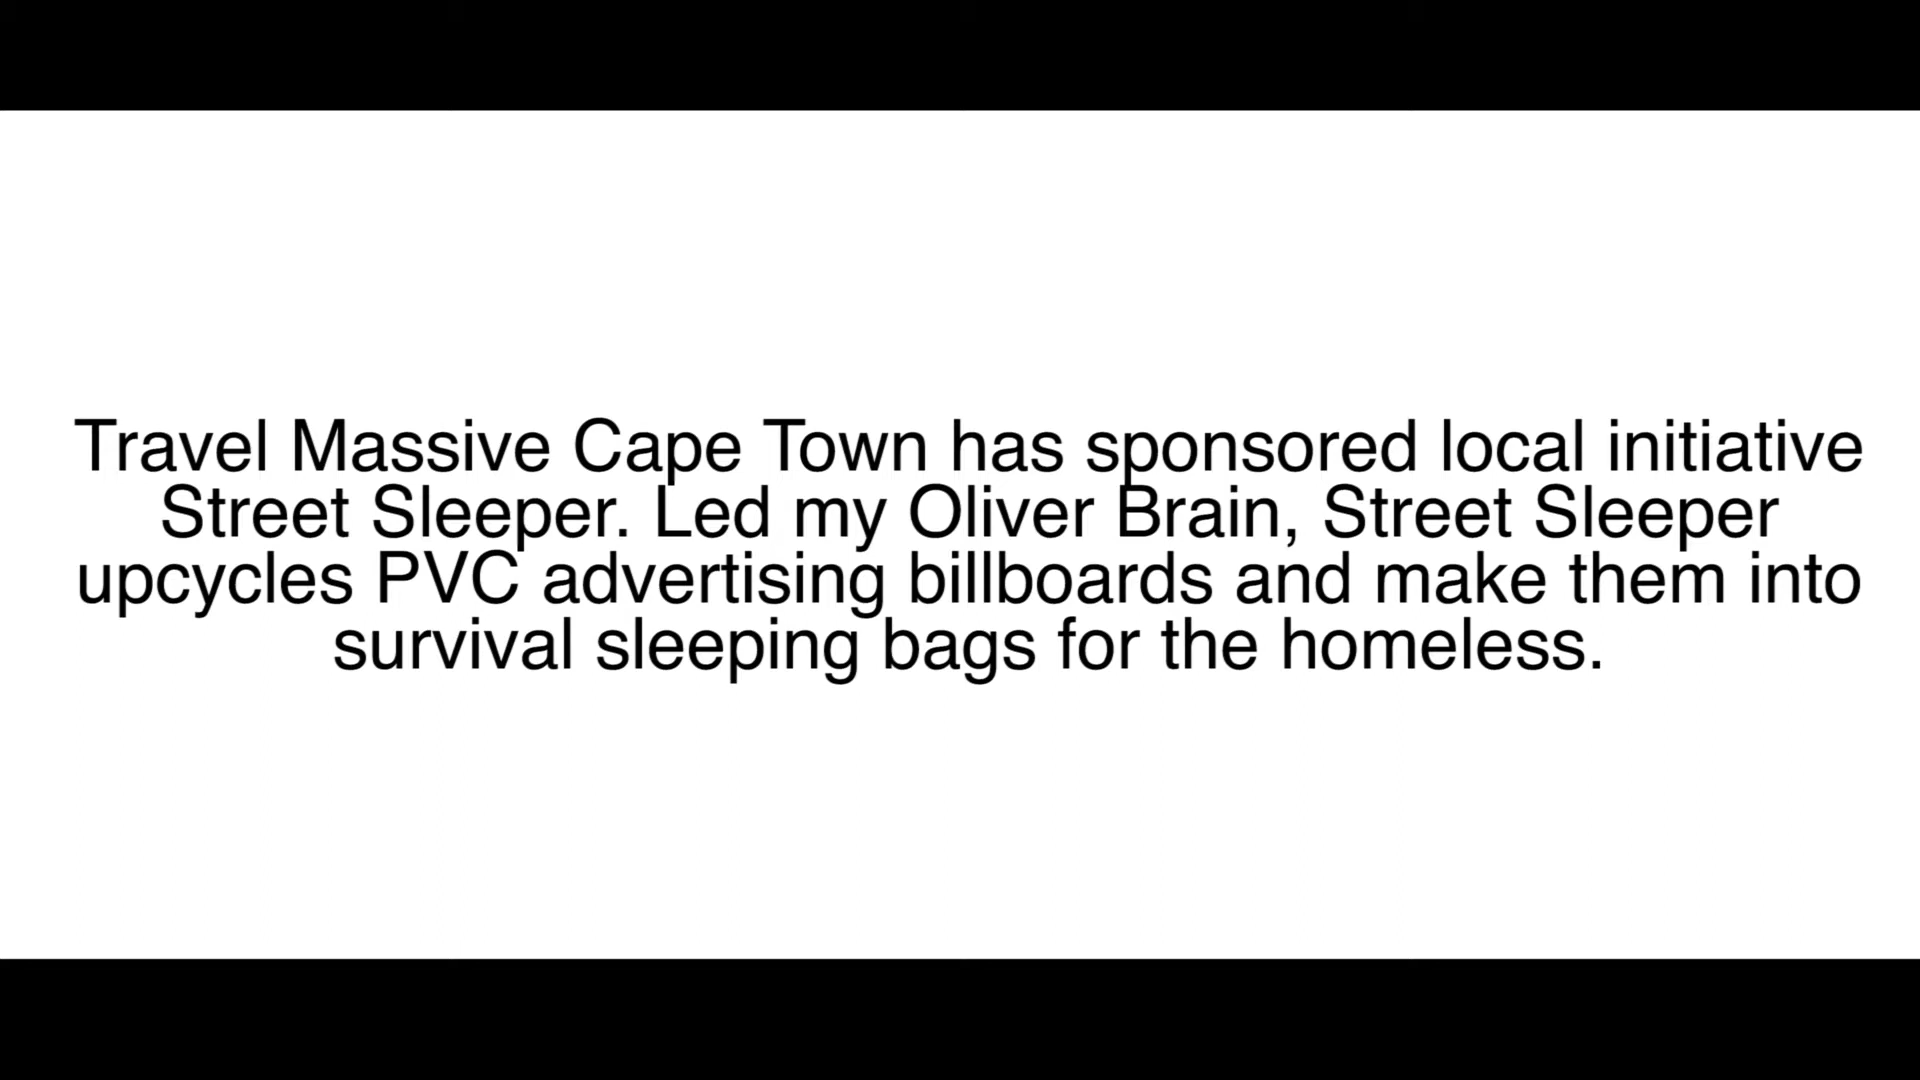 Travel Massive Cape Town has sponsored local initiative
Street Sleeper. Led my Oliver Brain, Street Sleeper
upcycles PVC advertising billboards and make them into
survival sleeping bags for the homeless.